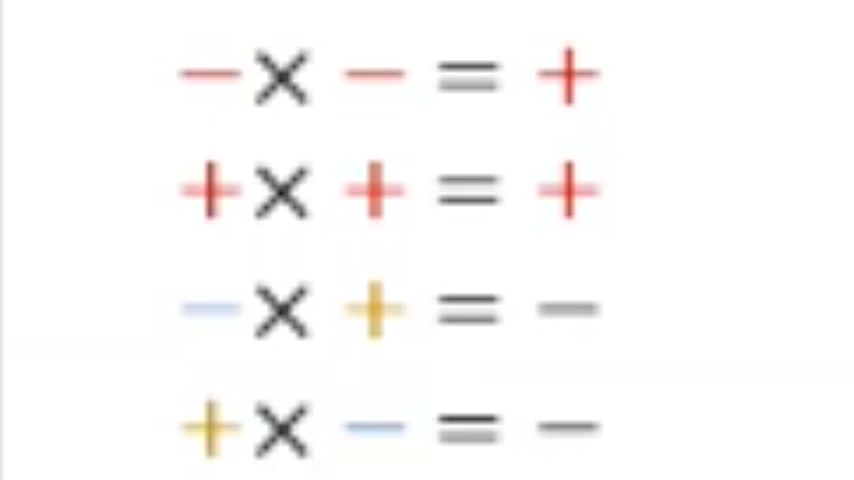 − × − = +
+ × + = +
− × + = −
+ × − = −